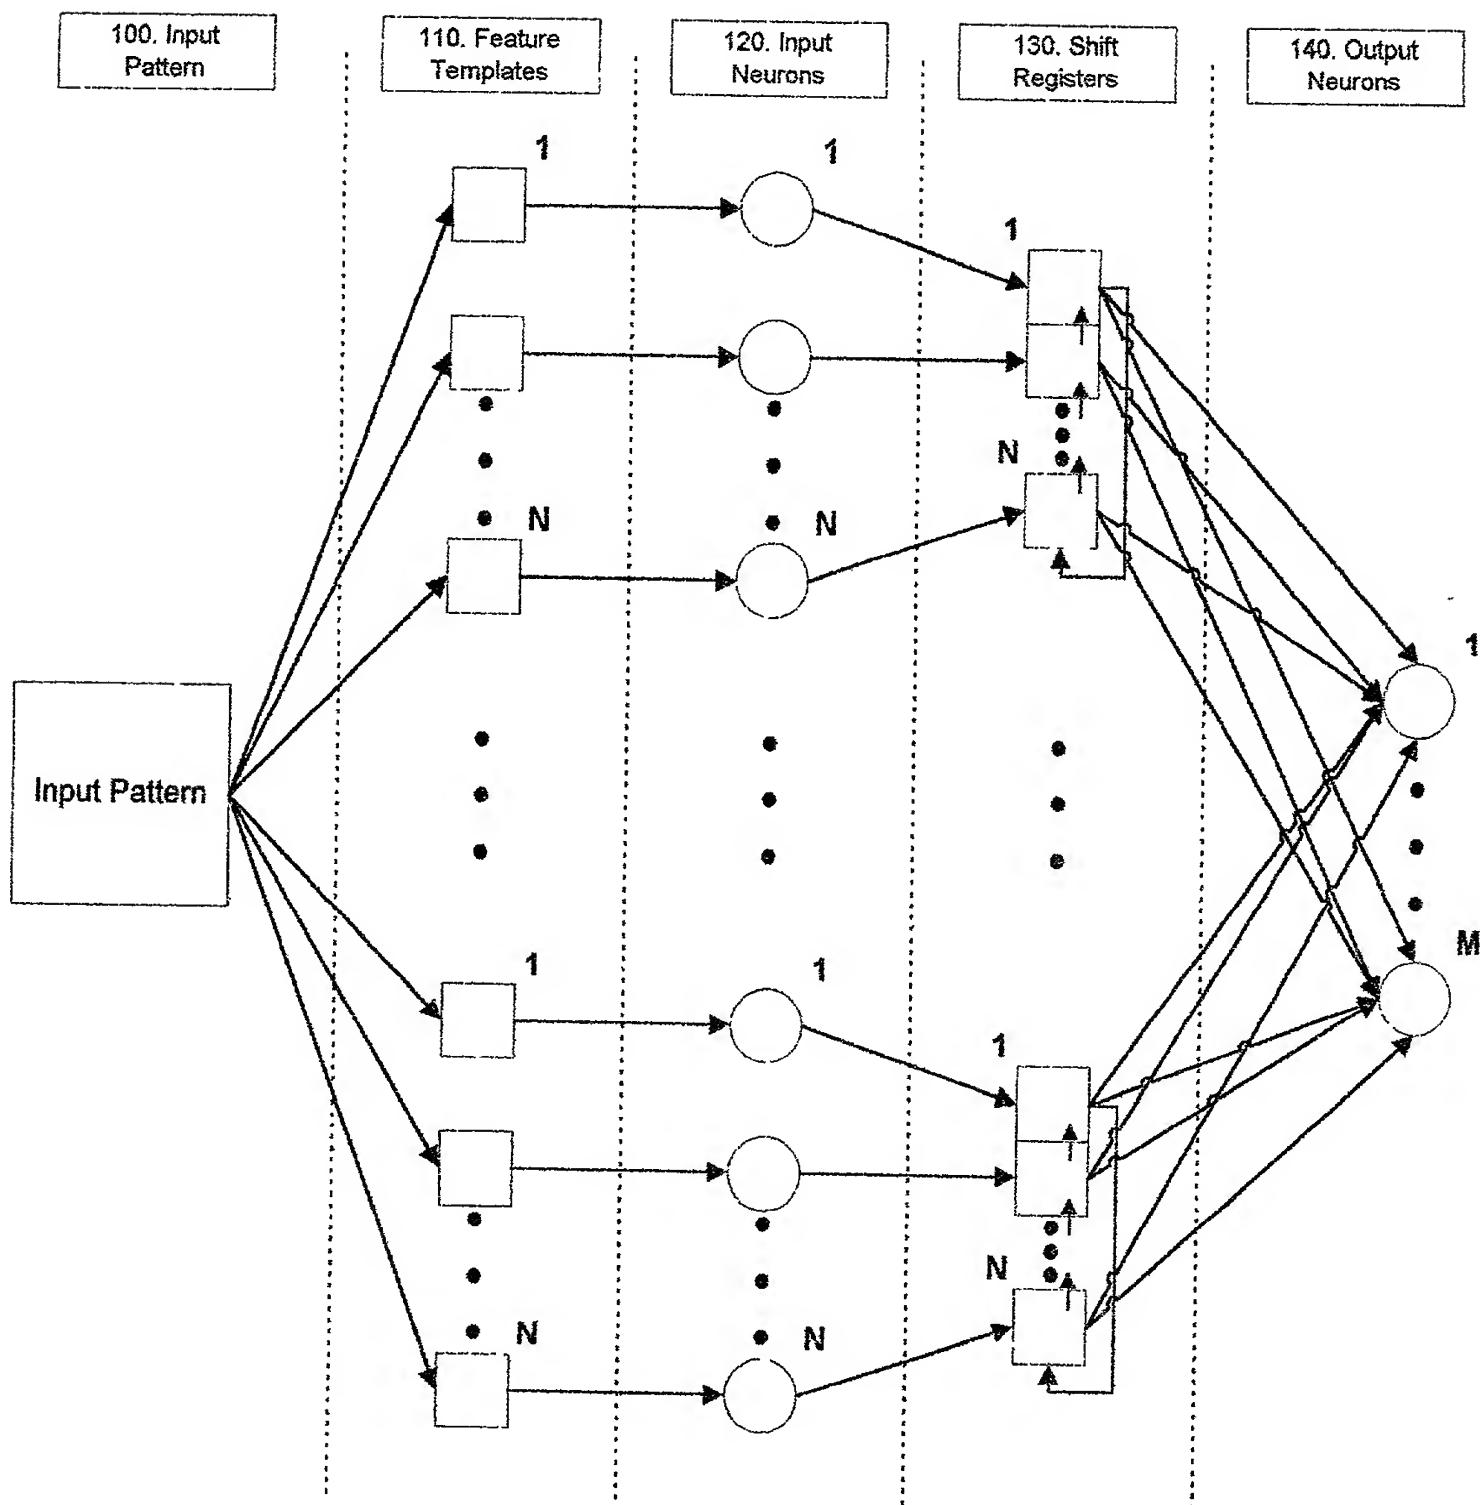 100. Input
Pattern
110. Feature
Templates
120. Input
Neurons
130. Shift
Registers
140. Output
Neurons
1
1
1
N
N
N
1
Input Pattern
M
1
1
1
N
N
N